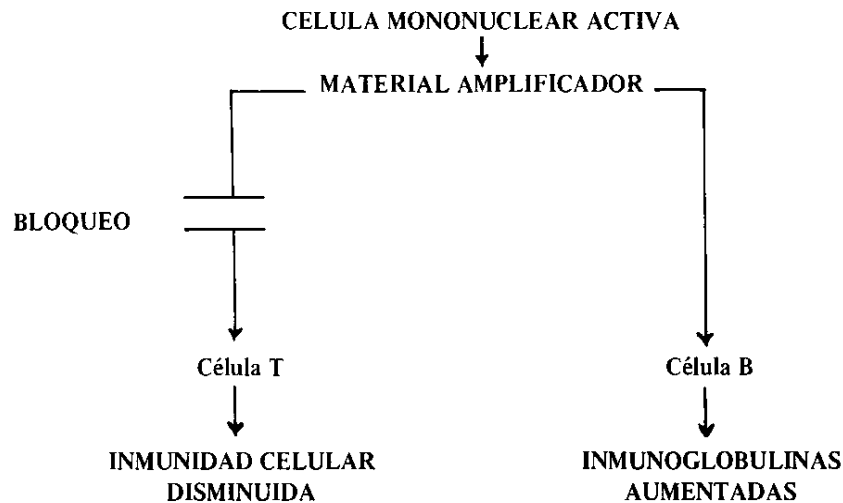 CELULA MONONUCLEAR ACTIVA
MATERIAL AMPLIFICADOR
BLOQUEO
Célula T
Célula B
INMUNIDAD CELULAR
DISMINUIDA
INMUNOGLOBULINAS
AUMENTADAS